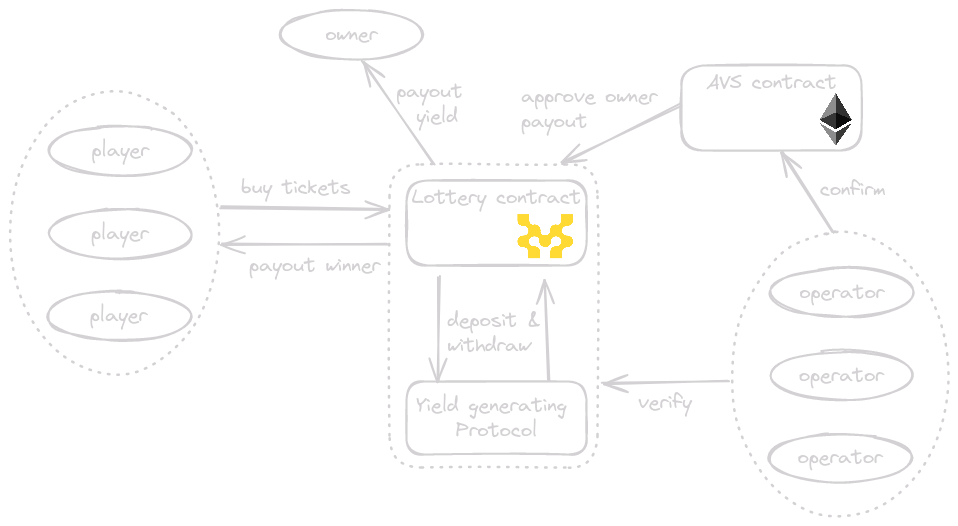 owner
payout
yield
approve owner
payout
AVS contract
player
player
player
buy tickets
payout winner
Lottery contract
confirm
deposit &
withdraw
Yield generating
Protocol
verify
operator
operator
operator